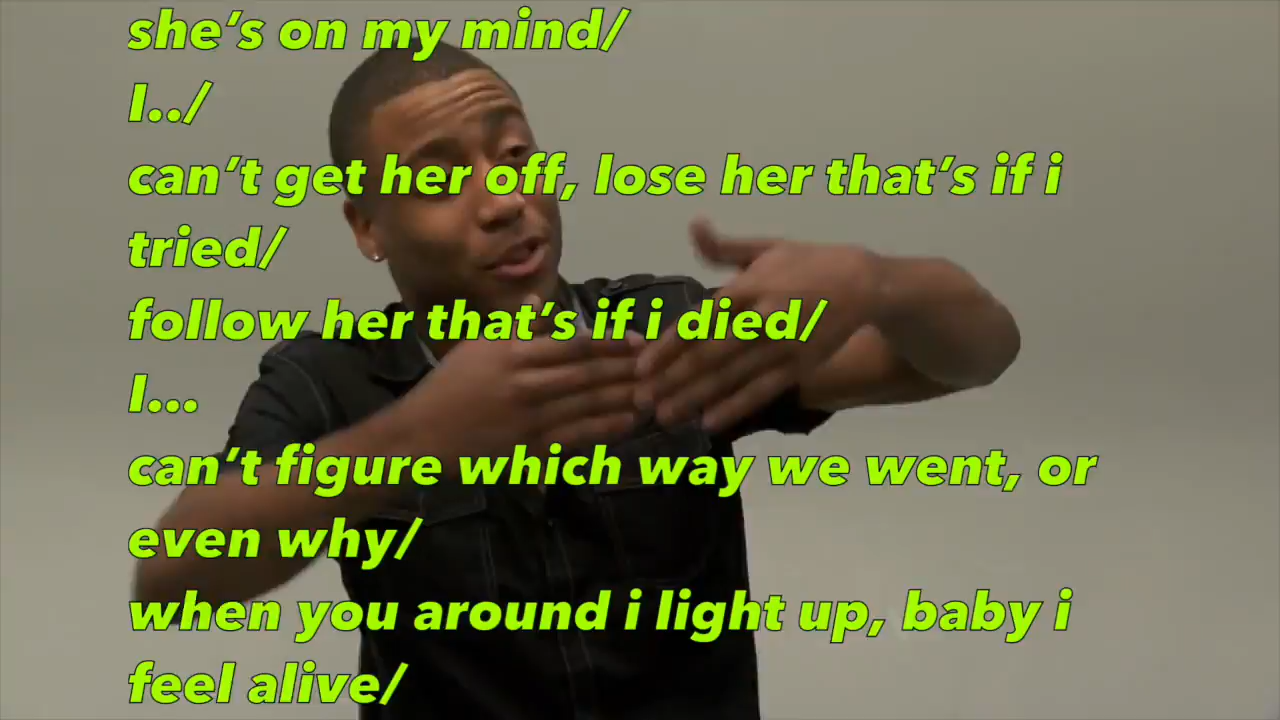 she’s on my mind/
I../
can’t get her off, lose her that’s if i
tried/
follow her that’s if i died/
I...
can’t figure which way we went, or
even why/
when you around i light up, baby i
feel alive/